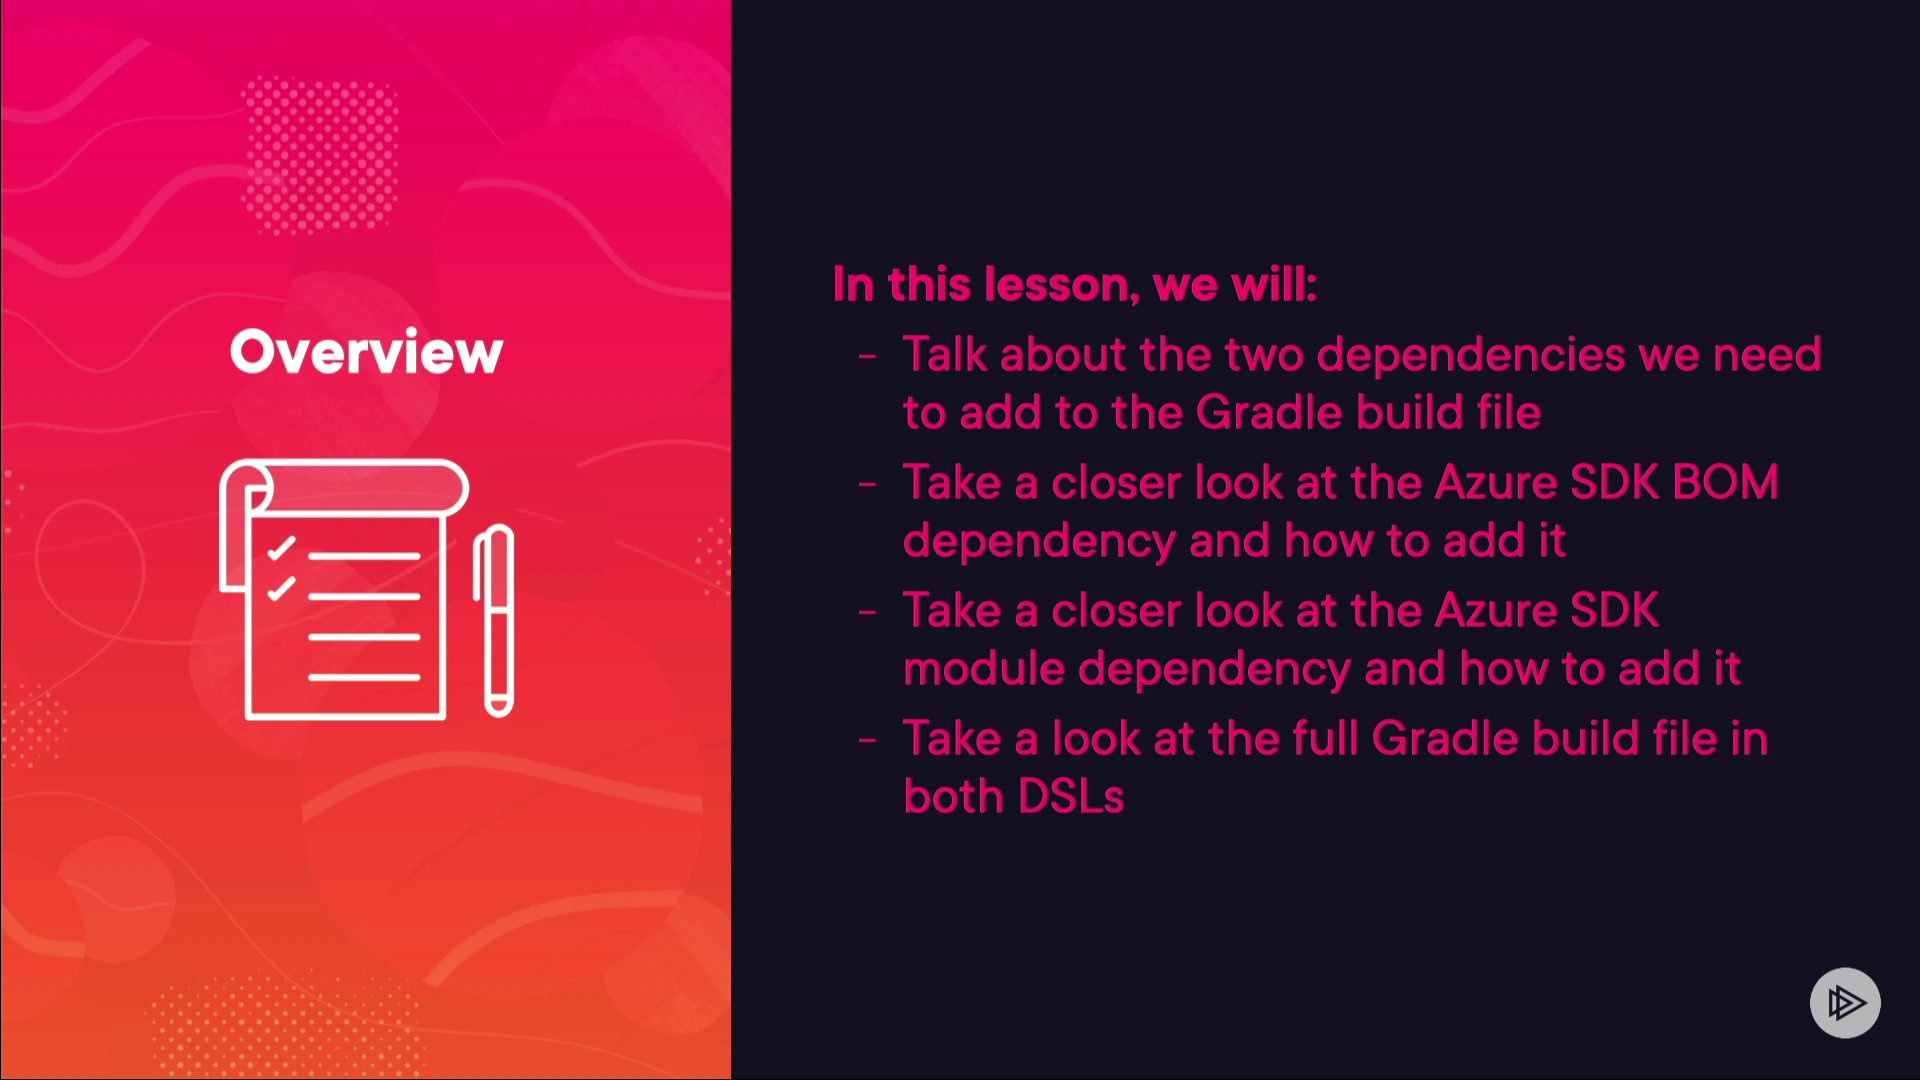 Overview
In this lesson, we will:
- Talk about the two dependencies we need
to add to the Gradle build file
- Take a closer look at the Azure SDK BOM
dependency and how to add it
- Take a closer look at the Azure SDK
module dependency and how to add it
- Take a look at the full Gradle build file in
both DSLs